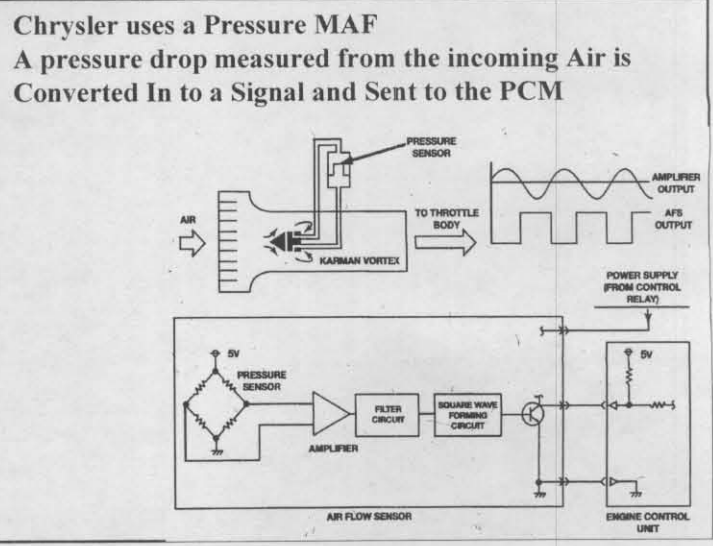 Chrysler uses a Pressure MAF
A pressure drop measured from the incoming Air is
Converted In to a Signal and Sent to the PCM
PRESSURE
SENSOR
AIR
KARMAN VORTEX
TO THROTTLE
BODY
AMPLIFIER
OUTPUT
AFS
OUTPUT
POWER SUPPLY
(FROM CONTROL
RELAY)
5V
PRESSURE
SENSOR
AMPLIFIER
FILTER
CIRCUIT
SQUARE WAVE
FORMING
CIRCUIT
5V
AIR FLOW SENSOR
ENGINE CONTROL
UNIT